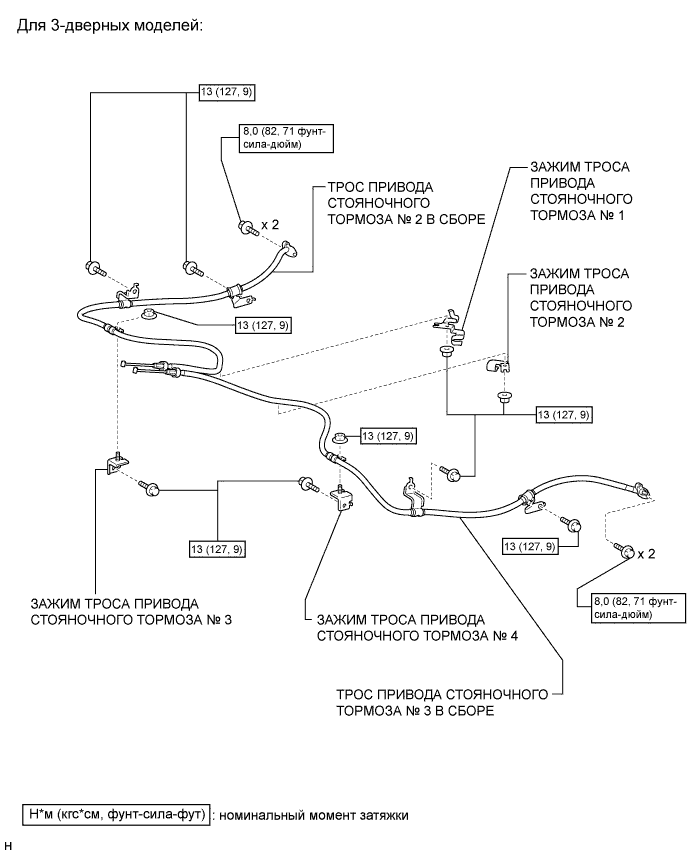 Для 3-дверных моделей:
13 (127, 9)
8,0 (82, 71 фунт-
сила-дюйм)
x 2
ТРОС ПРИВОДА
СТОЯНОЧНОГО
ТОРМОЗА № 2 В СБОРЕ
ЗАЖИМ ТРОСА
ПРИВОДА
СТОЯНОЧНОГО
ТОРМОЗА № 1
ЗАЖИМ ТРОСА
ПРИВОДА
СТОЯНОЧНОГО
ТОРМОЗА № 2
13 (127, 9)
13 (127, 9)
13 (127, 9)
13 (127, 9)
13 (127, 9)
x 2
8,0 (82, 71 фунт-
сила-дюйм)
ЗАЖИМ ТРОСА ПРИВОДА
СТОЯНОЧНОГО ТОРМОЗА № 3
ЗАЖИМ ТРОСА ПРИВОДА
СТОЯНОЧНОГО ТОРМОЗА № 4
ТРОС ПРИВОДА СТОЯНОЧНОГО
ТОРМОЗА № 3 В СБОРЕ
Н*м (кгс*см, фунт-сила-фут) : номинальный момент затяжки
H